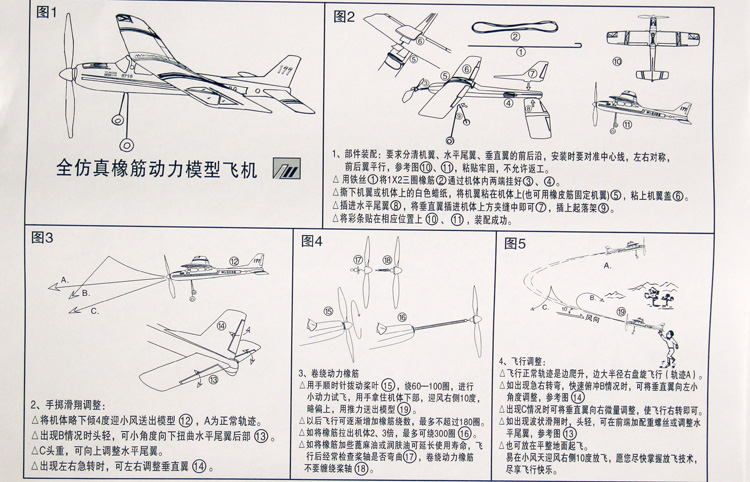 图1
全仿真橡筋动力模型飞机
图2
1、部件装配：要求分清机翼、水平尾翼、垂直翼的前后沿，安装时要对准中心线，左右对称，
前后翼平行，参考图⑩、⑪，粘贴牢固，不允许返工。
△ 用铁丝①将1X2三圈橡筋②通过机体内两端挂好③、④。
△ 撕下机翼或机体上的白色蜡纸，将机翼粘在机体上(也可用橡皮筋固定机翼)⑤，粘上机翼盖⑥。
△ 插进水平尾翼⑧，将垂直翼插进机体上方夹缝中即可⑦，插上起落架⑨。
△ 将彩条贴在相应位置上⑩、⑪，装配成功。
图3
A.
B.
C.
2、手掷滑翔调整：
△ 将机体略下倾4度迎小风送出模型⑫，A为正常轨迹。
△ 出现B情况时头轻，可小角度向下扭曲水平尾翼后部⑬。
△ C头重，可向上调整水平尾翼。
△ 出现左右急转时，可左右调整垂直翼⑭。
图4
3、卷绕动力橡筋
△ 用手顺时针拨动桨叶⑮，绕60—100圈，进行
小动力试飞，用手拿住机体下部，迎风右侧10度，
略偏上，用推力送出模型⑲。
△ 以后飞行可逐渐增加橡筋绕数，最多不超过180圈。
△ 如将橡筋拉出机体2、3倍，最多可绕300圈⑯。
△ 如将橡筋加些蓖麻油或润肤油可延长使用寿命，飞
行后经常检查桨轴是否弯曲⑰，卷绕动力橡筋
不要缠绕桨轴⑱。
图5
A.
B.
C.
10°
风向
4、飞行调整：
△ 飞行正常轨迹是边爬升，边大半径右盘旋飞行(轨迹A)。
△ 如出现急右转弯，快速俯冲B情况时，可将垂直翼向左小
角度调整，参考图⑭
△ 出现C情况时可将垂直翼向右微量调整，使飞行右转即可。
△ 如出现波状滑翔时，头轻，可在前端加配重螺丝或调整水
平尾翼，参考图⑬
△ 也可放在平整地面起飞。
易在小风天迎风右侧10度放飞，愿您尽快掌握放飞技术，
尽享飞行快乐。